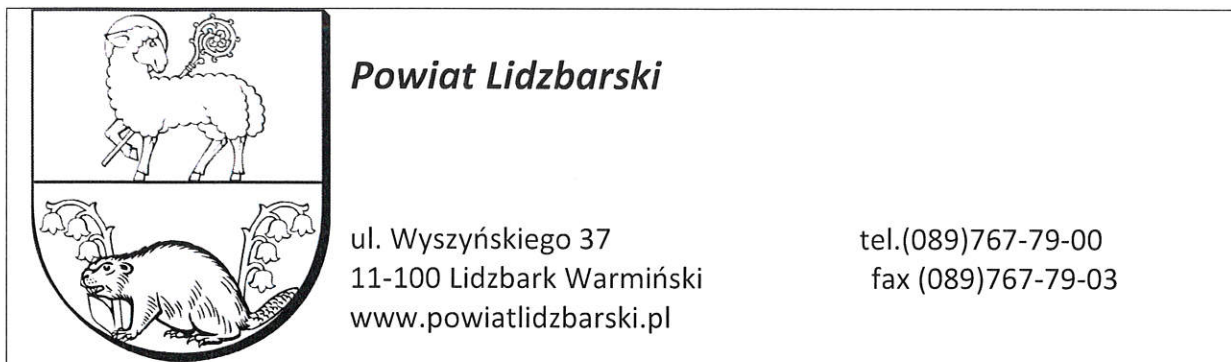 Powiat Lidzbarski
ul. Wyszyńskiego 37
tel.(089)767-79-00
11-100 Lidzbark Warmiński
fax (089)767-79-03
www.powiatlidzbarski.pl